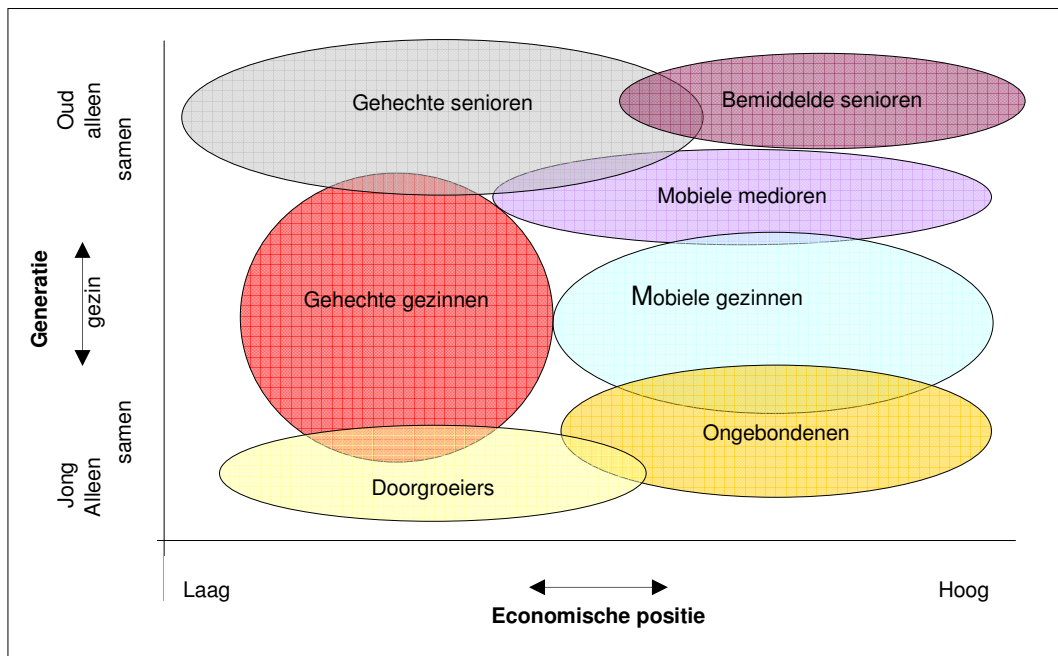 Gehechte senioren
Bemiddelde senioren
Mobiele medioren
Gehechte gezinnen
Mobiele gezinnen
Ongebondenen
Doorgroeiers
Oud
alleen
samen
Generatie
gezin
samen
Jong
Alleen
Laag
Hoog
Economische positie